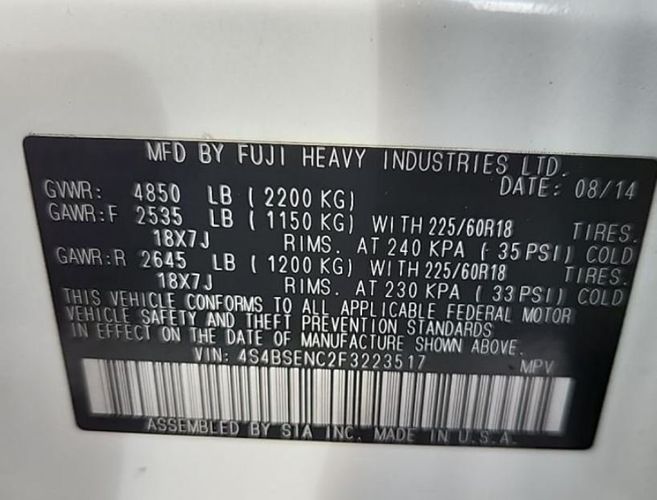 MFD BY FUJI HEAVY INDUSTRIES LTD.
DATE: 08/14
GVWR: 4850 LB (2200 KG)
GAWR:F 2535 LB (1150 KG) WITH 225/60R18 TIRES.
18X7J RIMS. AT 240 KPA (35 PSI) COLD
GAWR:R 2645 LB (1200 KG) WITH 225/60R18 TIRES.
18X7J RIMS. AT 230 KPA (33 PSI) COLD
THIS VEHICLE CONFORMS TO ALL APPLICABLE FEDERAL MOTOR
VEHICLE SAFETY AND THEFT PREVENTION STANDARDS
IN EFFECT ON THE DATE OF MANUFACTURE SHOWN ABOVE.
VIN: 4S4BSENC2F3223517 MPV
ASSEMBLED BY SIA INC. MADE IN U.S.A.